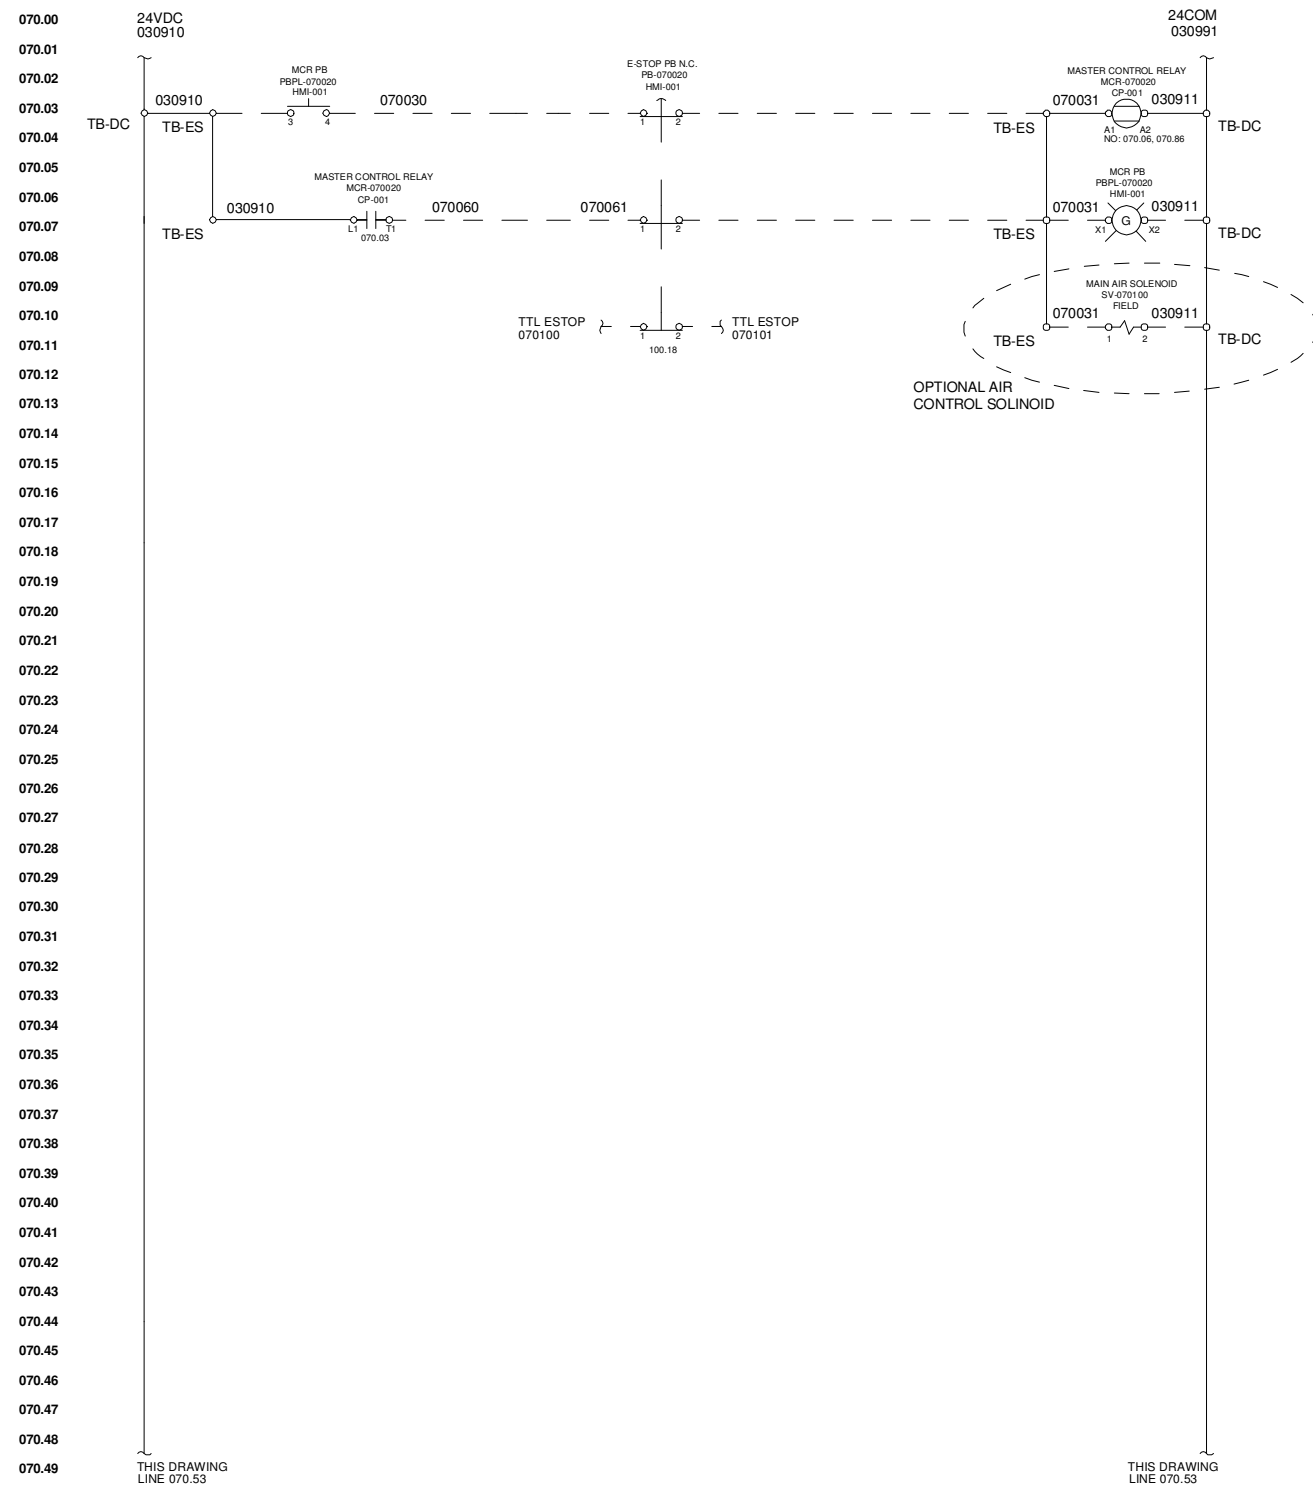 070.00
24VDC
030910
24COM
030991
070.01
070.02
MCR PB
PBPL-070020
HMI-001
E-STOP PB N.C.
PB-070020
HMI-001
MASTER CONTROL RELAY
MCR-070020
CP-001
070.03
TB-DC
030910
TB-ES
3 4
070030
1 2
TB-ES
070031
030911
A1 A2
NO: 070.06, 070.86
TB-DC
070.04
070.05
070.06
MASTER CONTROL RELAY
MCR-070020
CP-001
MCR PB
PBPL-070020
HMI-001
070.07
TB-ES
030910
L1 T1
070.03
070060
070061
1 2
TB-ES
070031
030911
X1 G X2
TB-DC
070.08
070.09
MAIN AIR SOLENOID
SV-070100
FIELD
070.10
TTL ESTOP
070100
1 2
100.18
TTL ESTOP
070101
TB-ES
070031
030911
1 2
TB-DC
070.11
070.12
OPTIONAL AIR
CONTROL SOLINOID
070.13
070.14
070.15
070.16
070.17
070.18
070.19
070.20
070.21
070.22
070.23
070.24
070.25
070.26
070.27
070.28
070.29
070.30
070.31
070.32
070.33
070.34
070.35
070.36
070.37
070.38
070.39
070.40
070.41
070.42
070.43
070.44
070.45
070.46
070.47
070.48
070.49
THIS DRAWING
LINE 070.53
THIS DRAWING
LINE 070.53